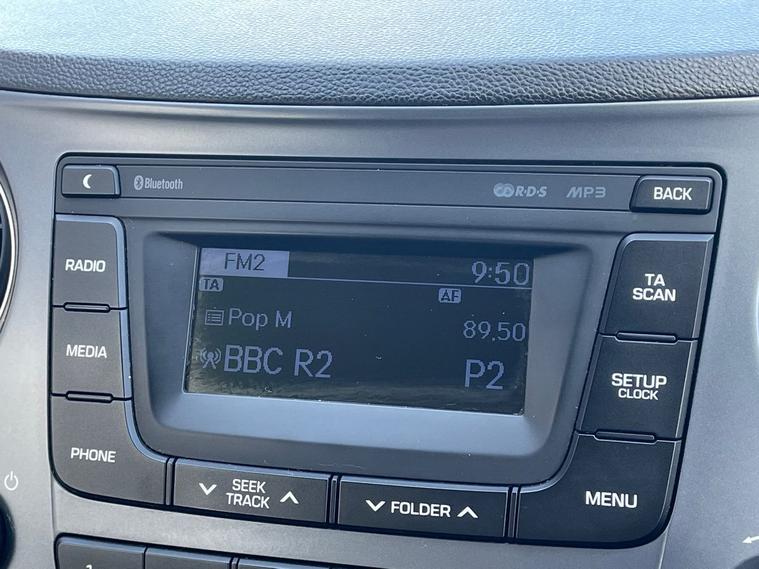 Bluetooth
R·D·S
MP3
BACK
RADIO
MEDIA
PHONE
FM2
9:50
TA
AF
Pop M
89.50
BBC R2
P2
TA
SCAN
SETUP
CLOCK
MENU
SEEK
TRACK
FOLDER
1